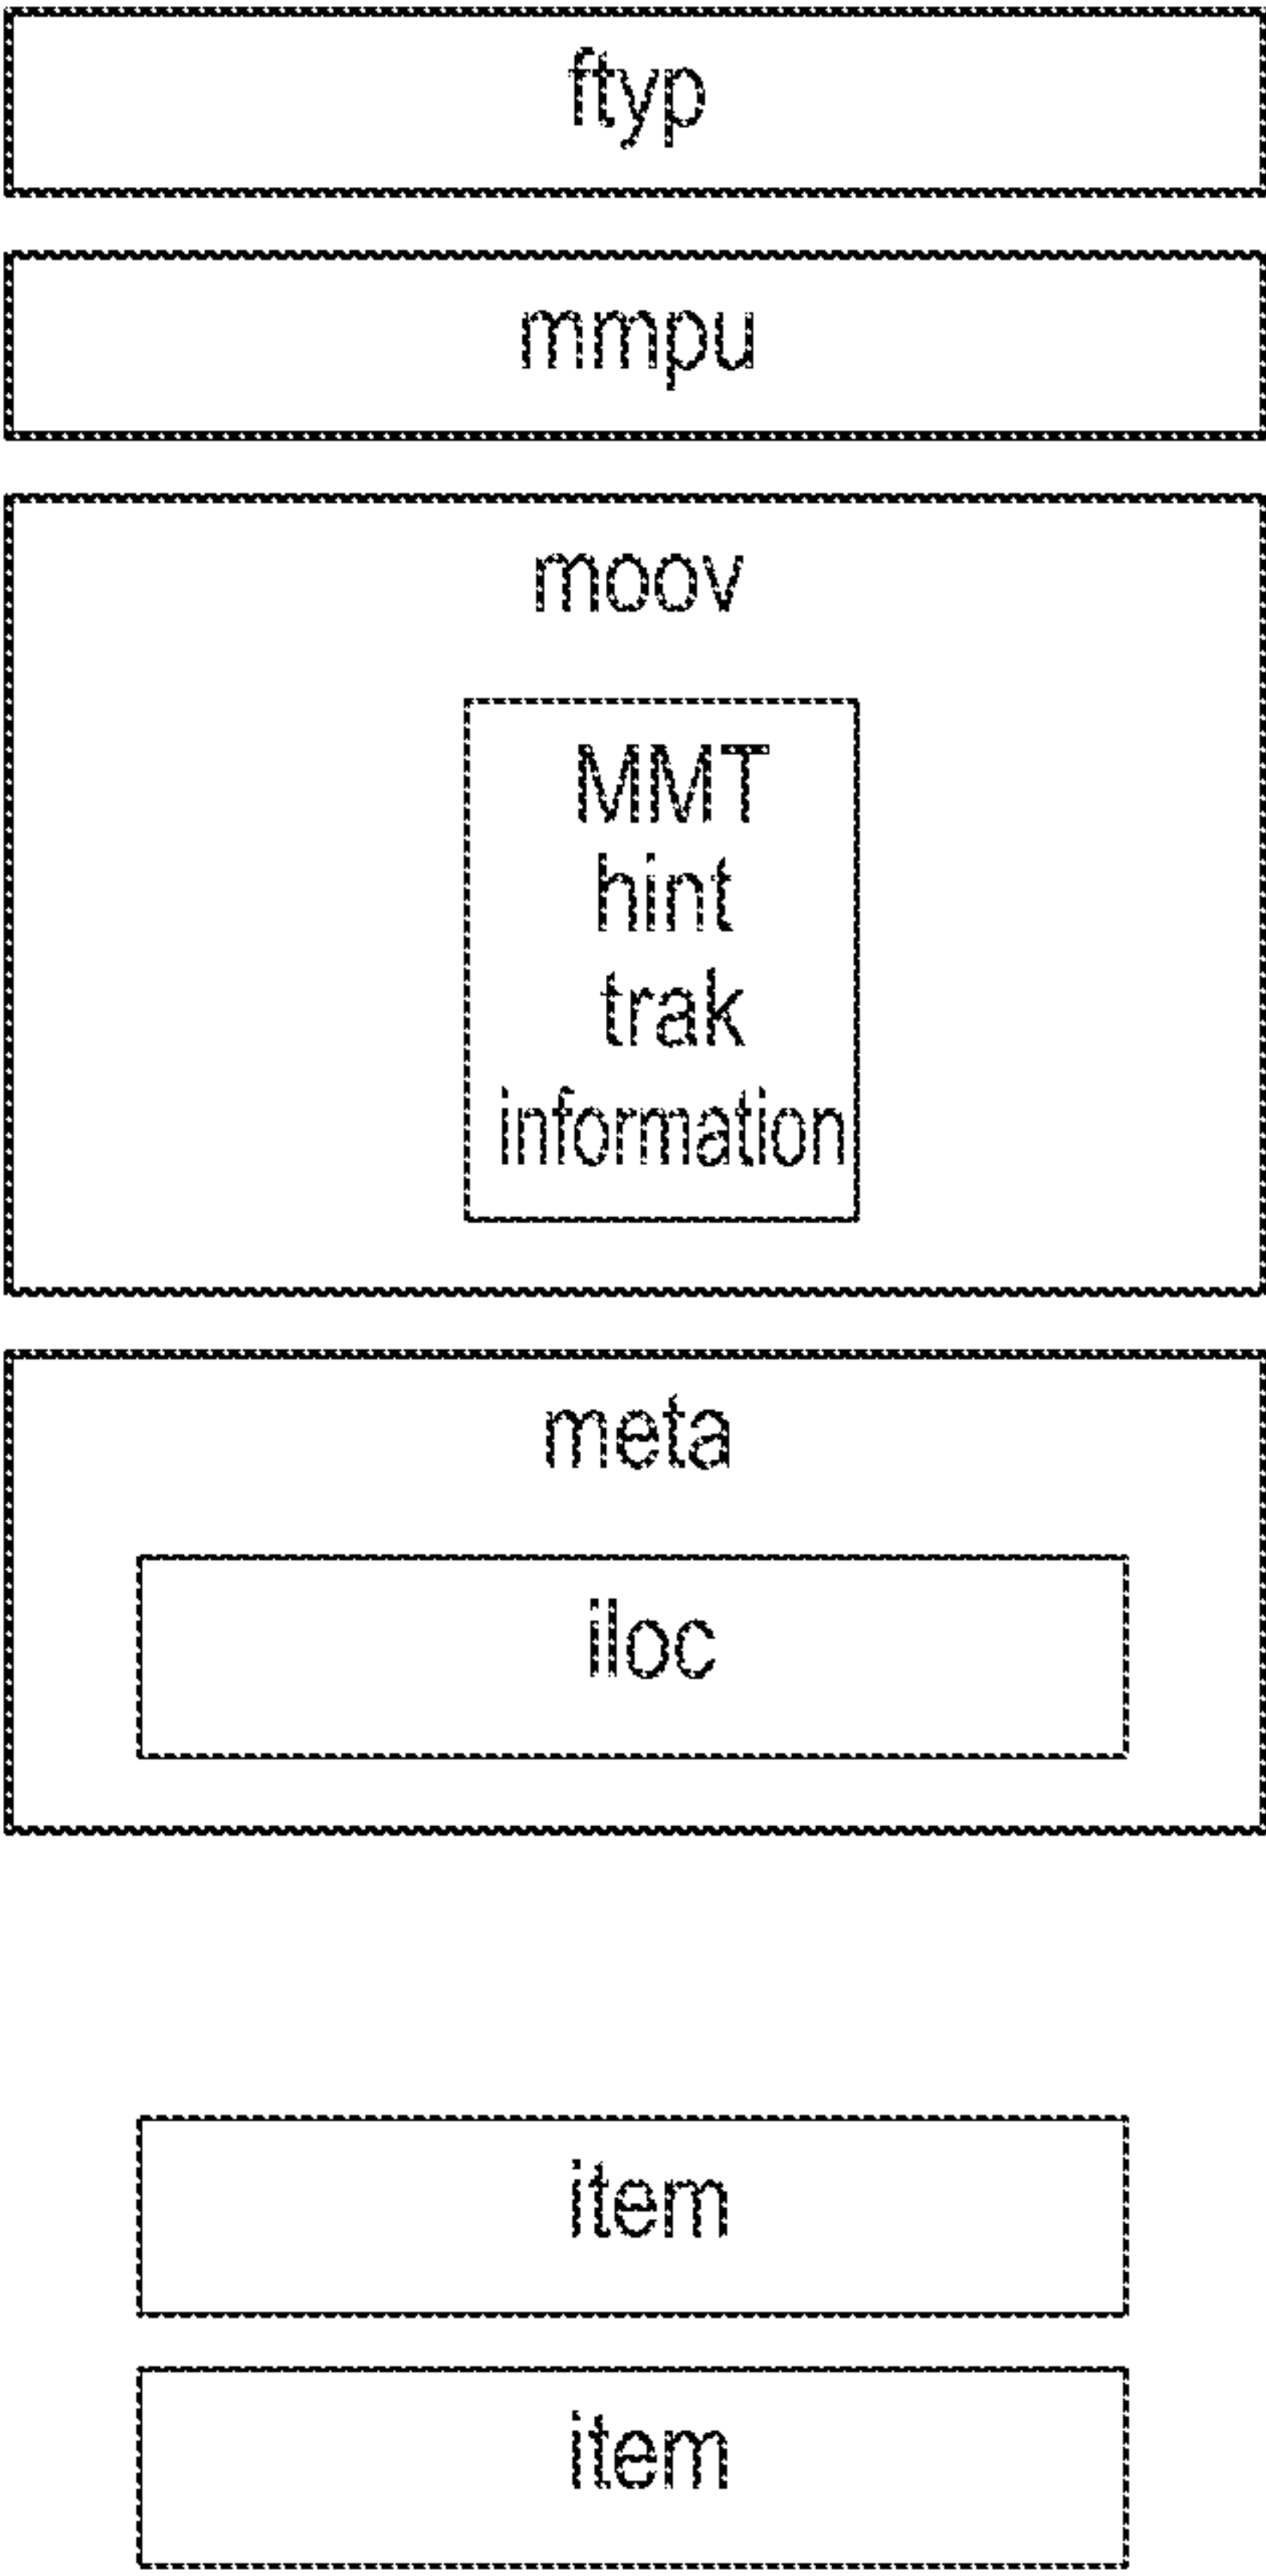 ftyp
mmpu
moov
MMT
hint
trak
information
meta
iloc
item
item